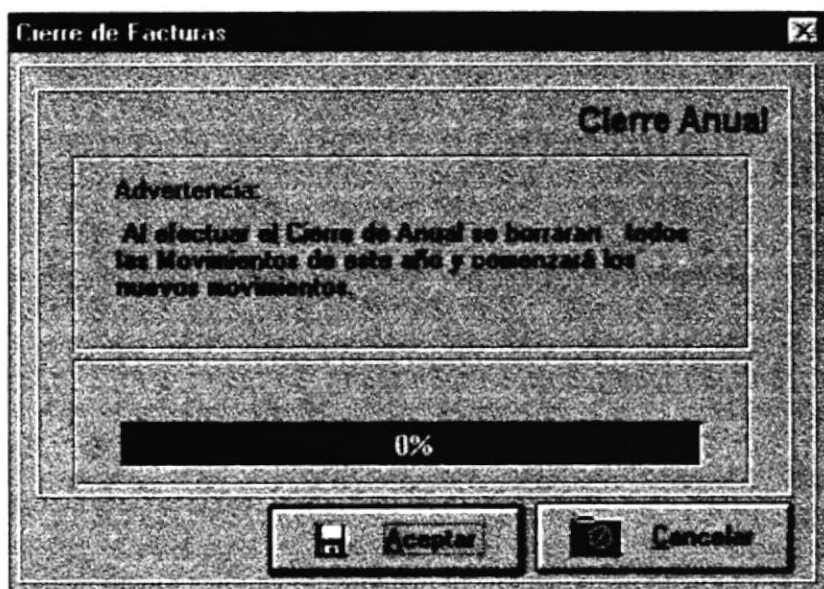 Cierre de Facturas
Cierre Anual
Advertencia:
Al efectuar el Cierre de Anual se borraran todos
las Movimientos de este año y comenzará los
nuevos movimientos.
0%
Aceptar
Cancelar